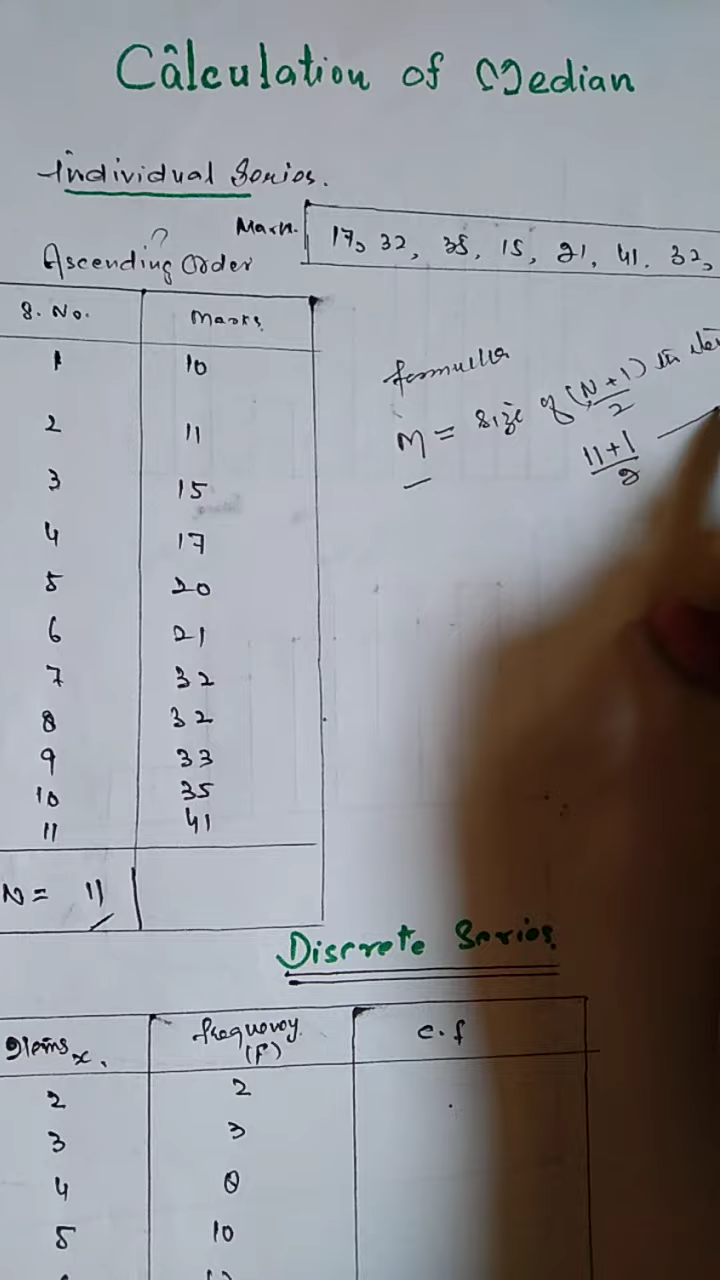 Calculation of Median
Individual Series.
Marks.
17, 32, 35, 15, 21, 41. 32,
?
Ascending Order
S. No. Marks
1 10
2 11
3 15
4 17
5 20
6 21
7 32
8 32
9 33
10 35
11 41
N = 11
formulla
M = Size of (N+1) th
2
11+1
2
Discrete Series.
Items x. frequency. (F) c.f
2 2
3 3
4 8
5 10